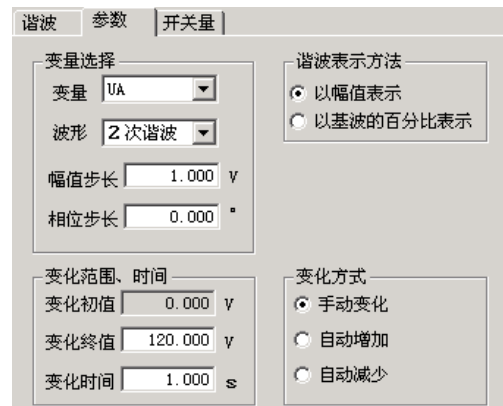 谐波 参数 开关量
变量选择
变量 UA
波形 2次谐波
幅值步长 1.000 V
相位步长 0.000 °
谐波表示方法
以幅值表示
以基波的百分比表示
变化范围、时间
变化初值 0.000 V
变化终值 120.000 V
变化时间 1.000 s
变化方式
手动变化
自动增加
自动减少